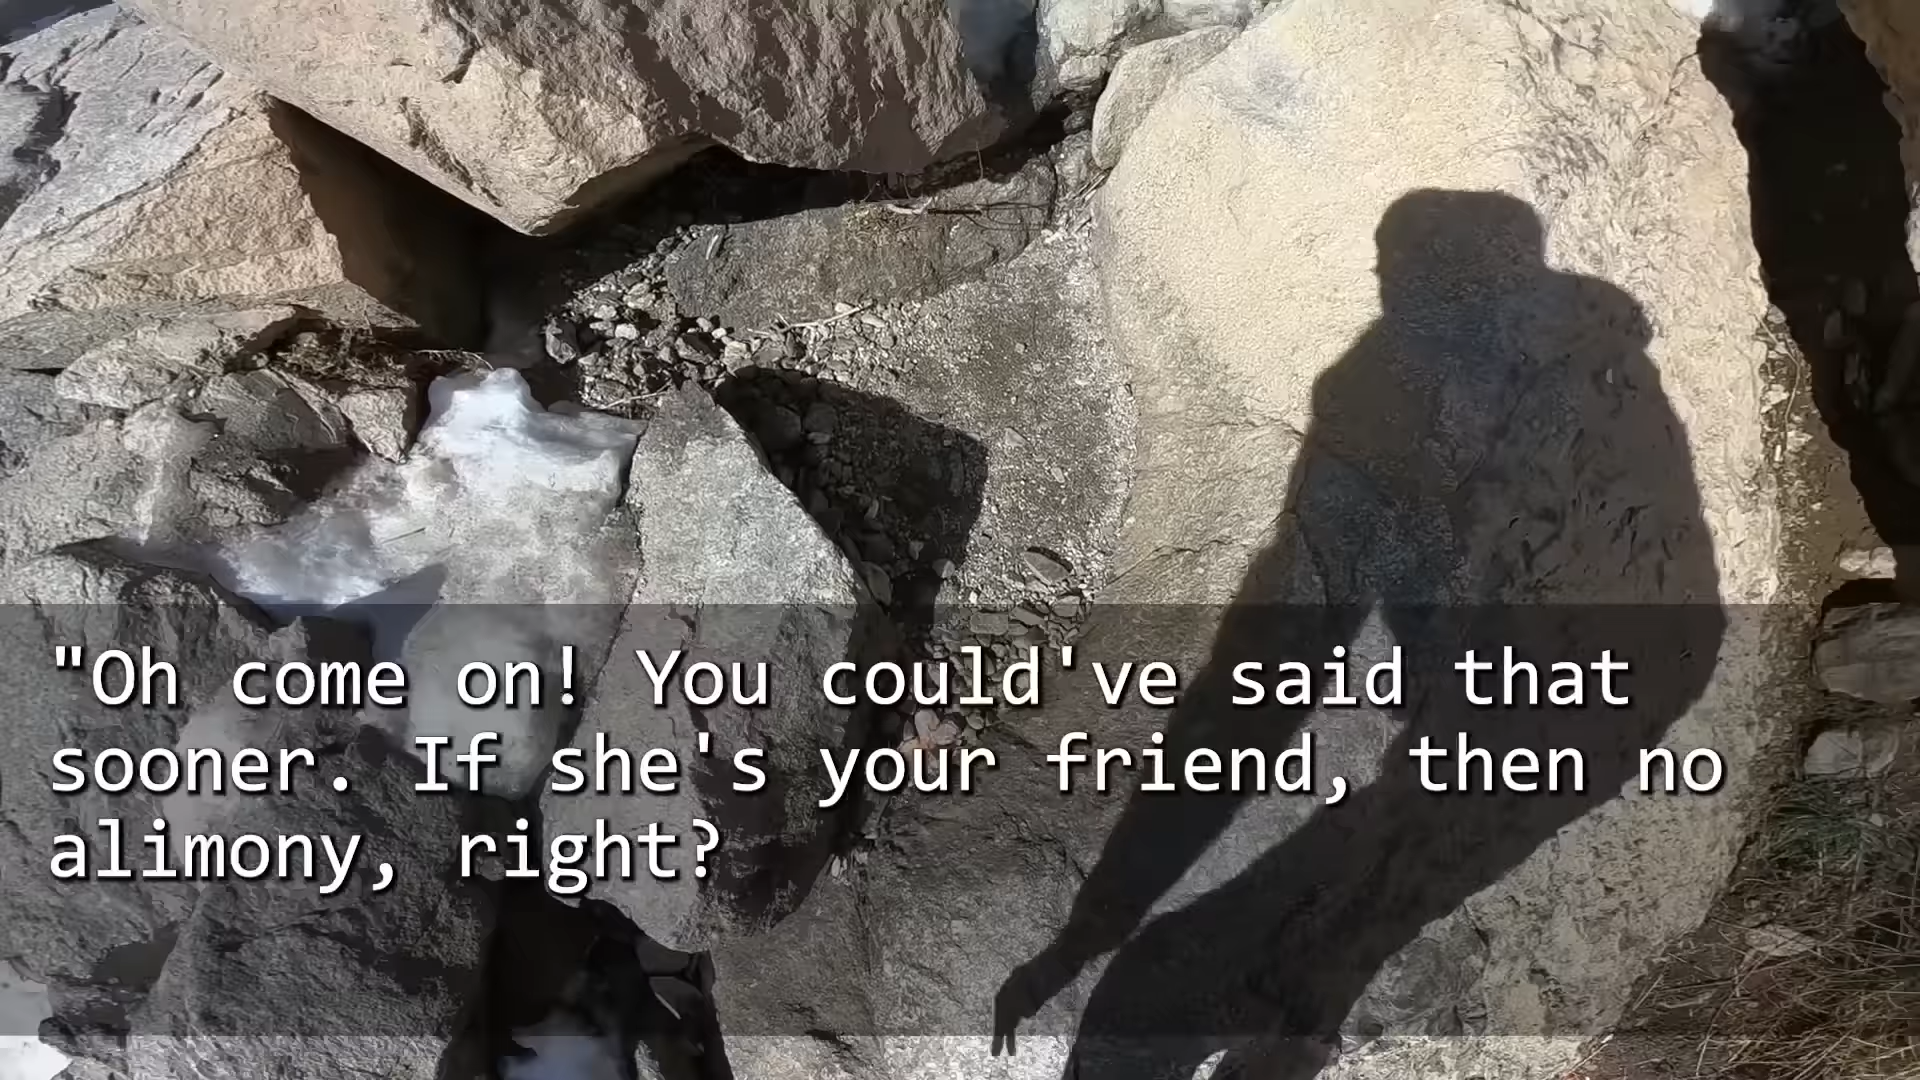 "Oh come on! You could've said that
sooner. If she's your friend, then no
alimony, right?